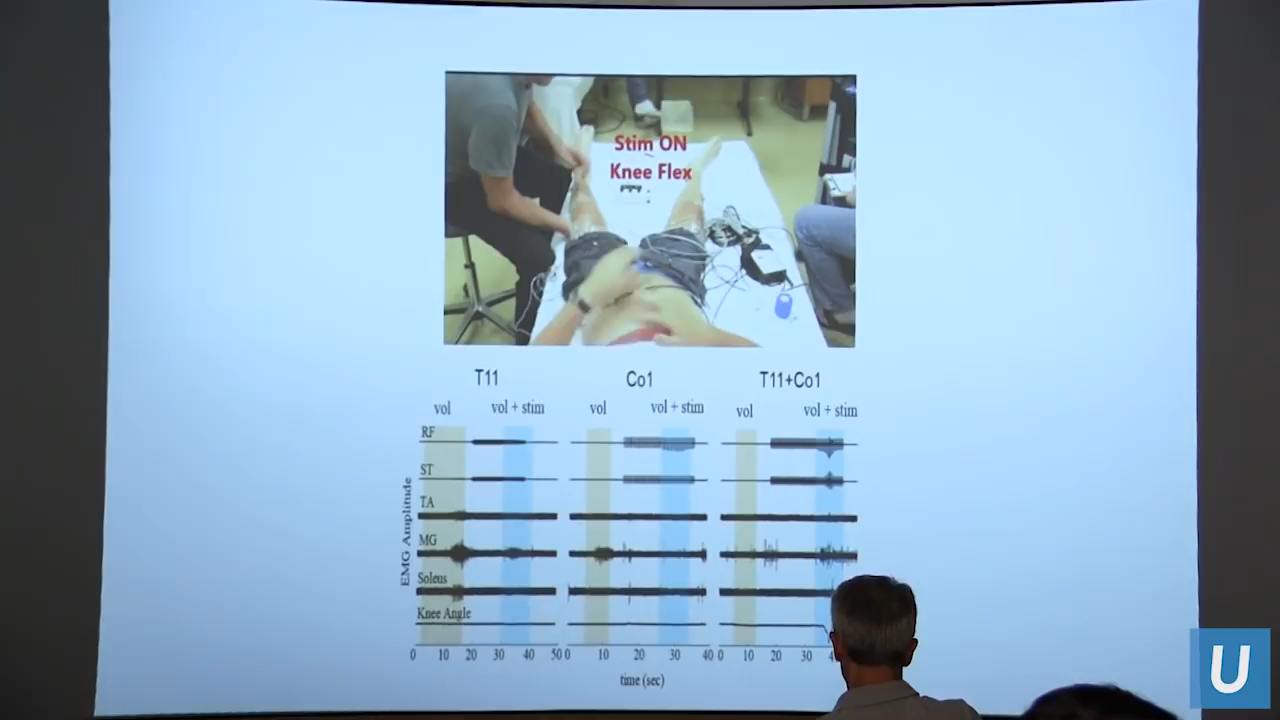 Stim ON
Knee Flex
T11 Co1 T11+Co1
vol vol + stim vol vol + stim vol vol + stim
RF
ST
TA
MG
Soleus
Knee Angle
EMG Amplitude
0 10 20 30 40 50 0 10 20 30 40 0 10 20 30
time (sec)
U